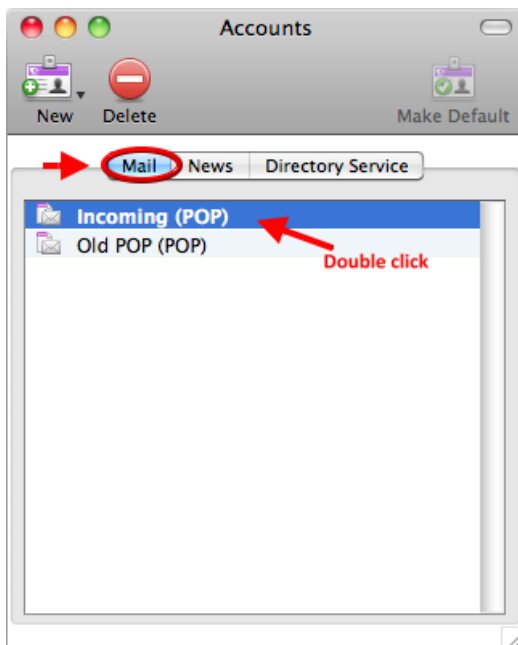 Accounts
New Delete Make Default
Mail News Directory Service
Incoming (POP)
Old POP (POP)
Double click